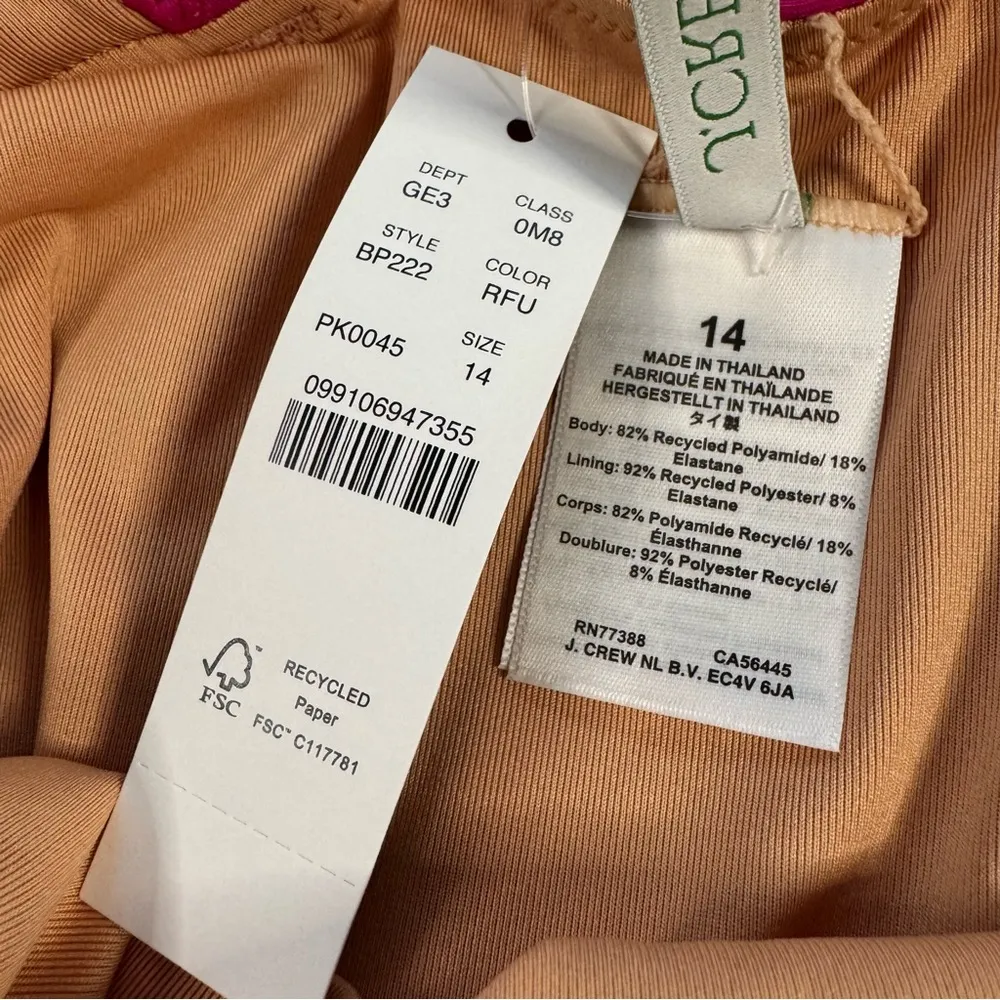 DEPT
GE3
CLASS
0M8
STYLE
BP222
COLOR
RFU
PK0045
SIZE
14
099106947355
FSC™
RECYCLED
Paper
FSC™ C117781
J.CRE
14
MADE IN THAILAND
FABRIQUÉ EN THAÏLANDE
HERGESTELLT IN THAILAND
タイ製
Body: 82% Recycled Polyamide/ 18%
Elastane
Lining: 92% Recycled Polyester/ 8%
Elastane
Corps: 82% Polyamide Recyclé/ 18%
Élasthanne
Doublure: 92% Polyester Recyclé/
8% Élasthanne
RN77388 CA56445
J. CREW NL B.V. EC4V 6JA